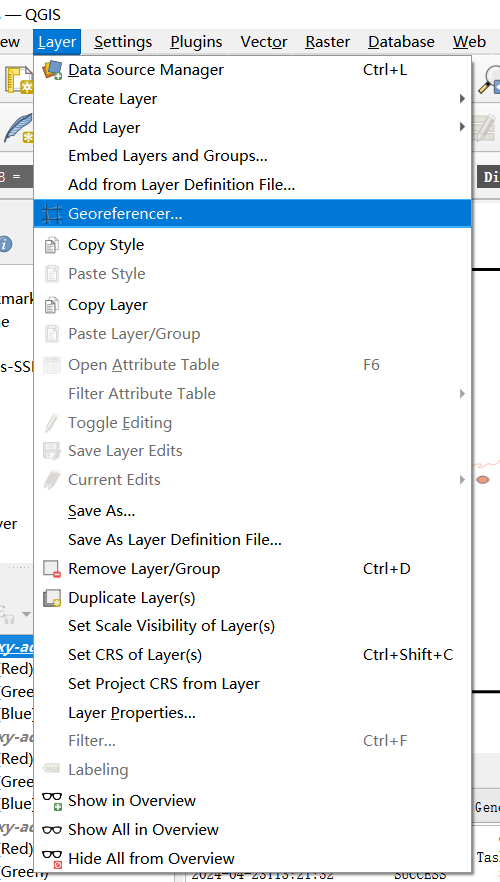 — QGIS
ew Layer Settings Plugins Vector Raster Database Web
Data Source Manager Ctrl+L
Create Layer
Add Layer
Embed Layers and Groups...
Add from Layer Definition File...
Di
Georeferencer...
Copy Style
Paste Style
Copy Layer
mark
Paste Layer/Group
e
Open Attribute Table F6
s-SS
Filter Attribute Table
Toggle Editing
Save Layer Edits
Current Edits
Save As...
ver
Save As Layer Definition File...
Remove Layer/Group Ctrl+D
Duplicate Layer(s)
Set Scale Visibility of Layer(s)
xy-ad
Set CRS of Layer(s) Ctrl+Shift+C
(Red)
Set Project CRS from Layer
(Gree
Layer Properties...
(Blue)
Filter... Ctrl+F
xy-ad
Labeling
(Red)
(Gree
Show in Overview
(Blue)
Gene
Show All in Overview
xy-ad
Hide All from Overview
(Red)
Tas
(Green)
2024-04-23T13:21:32 SUCCESS